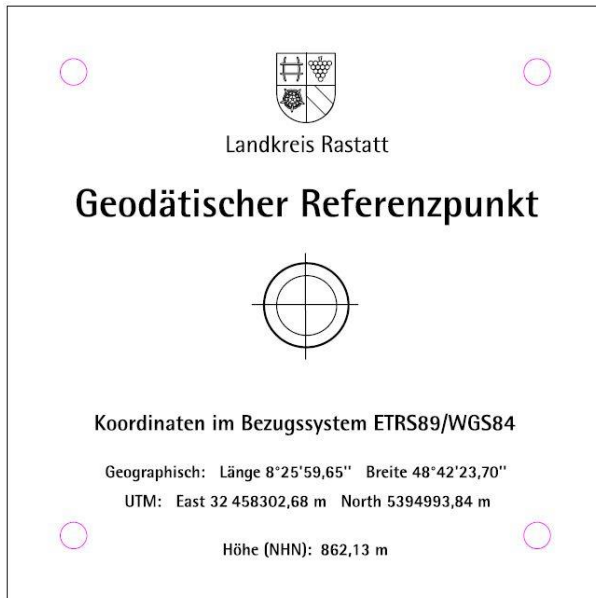 Landkreis Rastatt
Geodätischer Referenzpunkt
Koordinaten im Bezugssystem ETRS89/WGS84
Geographisch: Länge 8°25'59,65'' Breite 48°42'23,70''
UTM: East 32 458302,68 m North 5394993,84 m
Höhe (NHN): 862,13 m